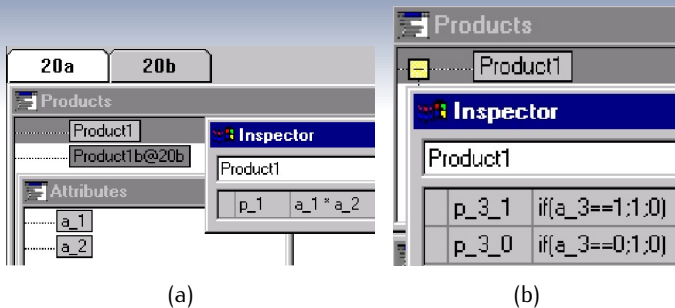 20a 20b
Products
Product1
Product1b@20b
Attributes
a_1
a_2
Inspector
Product1
p_1 a_1 * a_2
(a)
Products
Product1
Inspector
Product1
p_3_1 if(a_3==1;1;0)
p_3_0 if(a_3==0;1;0)
(b)